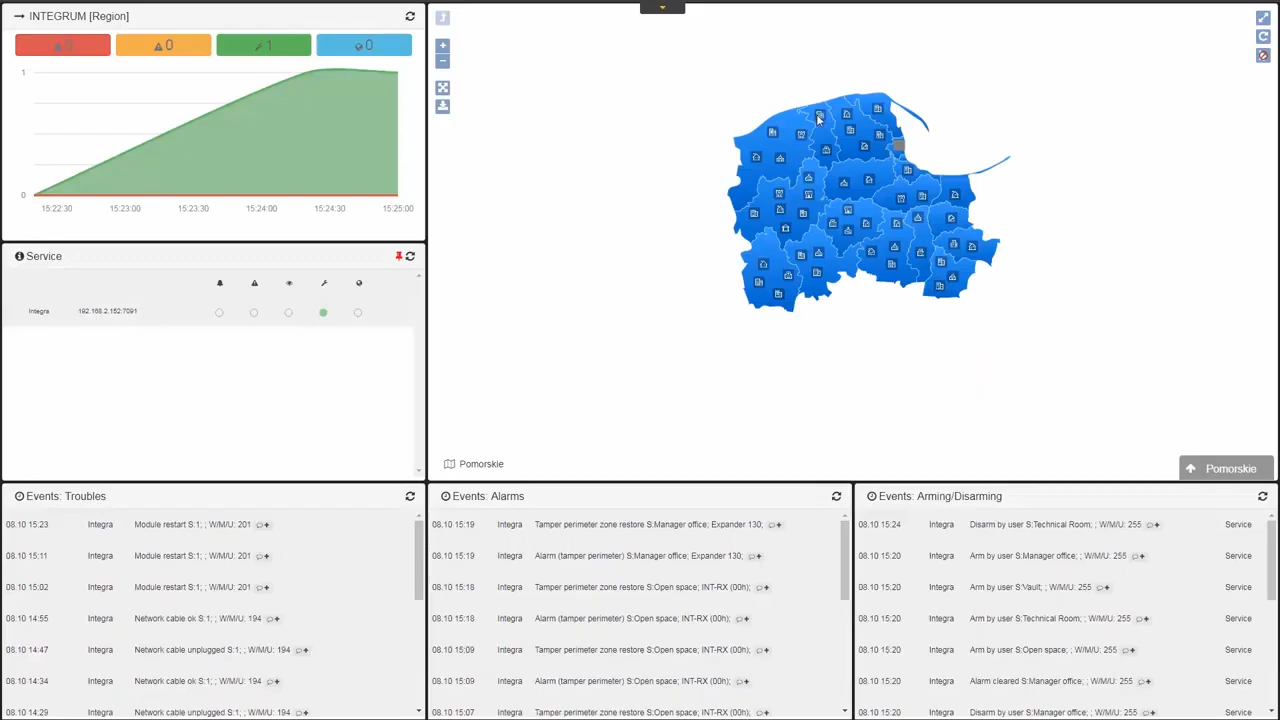 INTEGRUM [Region]
0
1
0
1
0
15:22:30
15:23:00
15:23:30
15:24:00
15:24:30
15:25:00
Service
Integra 192.168.2.152:7091
+
−
Pomorskie
Pomorskie
Events: Troubles
08.10 15:23 Integra Module restart S:1; ; W/M/U: 201
08.10 15:11 Integra Module restart S:1; ; W/M/U: 201
08.10 15:02 Integra Module restart S:1; ; W/M/U: 201
08.10 14:55 Integra Network cable ok S:1; ; W/M/U: 194
08.10 14:47 Integra Network cable unplugged S:1; ; W/M/U: 194
08.10 14:34 Integra Network cable ok S:1; ; W/M/U: 194
08.10 14:29 Integra Network cable unplugged S:1; ; W/M/U: 194
Events: Alarms
08.10 15:19 Integra Tamper perimeter zone restore S:Manager office; Expander 130;
08.10 15:19 Integra Alarm (tamper perimeter) S:Manager office; Expander 130;
08.10 15:18 Integra Tamper perimeter zone restore S:Open space; INT-RX (00h);
08.10 15:18 Integra Alarm (tamper perimeter) S:Open space; INT-RX (00h);
08.10 15:09 Integra Tamper perimeter zone restore S:Open space; INT-RX (00h);
08.10 15:09 Integra Alarm (tamper perimeter) S:Open space; INT-RX (00h);
08.10 15:07 Integra Tamper perimeter zone restore S:Open space; INT-RX (00h);
Events: Arming/Disarming
08.10 15:24 Integra Disarm by user S:Technical Room; ; W/M/U: 255 Service
08.10 15:20 Integra Arm by user S:Manager office; ; W/M/U: 255 Service
08.10 15:20 Integra Arm by user S:Vault; ; W/M/U: 255 Service
08.10 15:20 Integra Arm by user S:Technical Room; ; W/M/U: 255 Service
08.10 15:20 Integra Arm by user S:Open space; ; W/M/U: 255 Service
08.10 15:20 Integra Alarm cleared S:Manager office; ; W/M/U: 255 Service
08.10 15:20 Integra Disarm by user S:Manager office; ; W/M/U: 255 Service